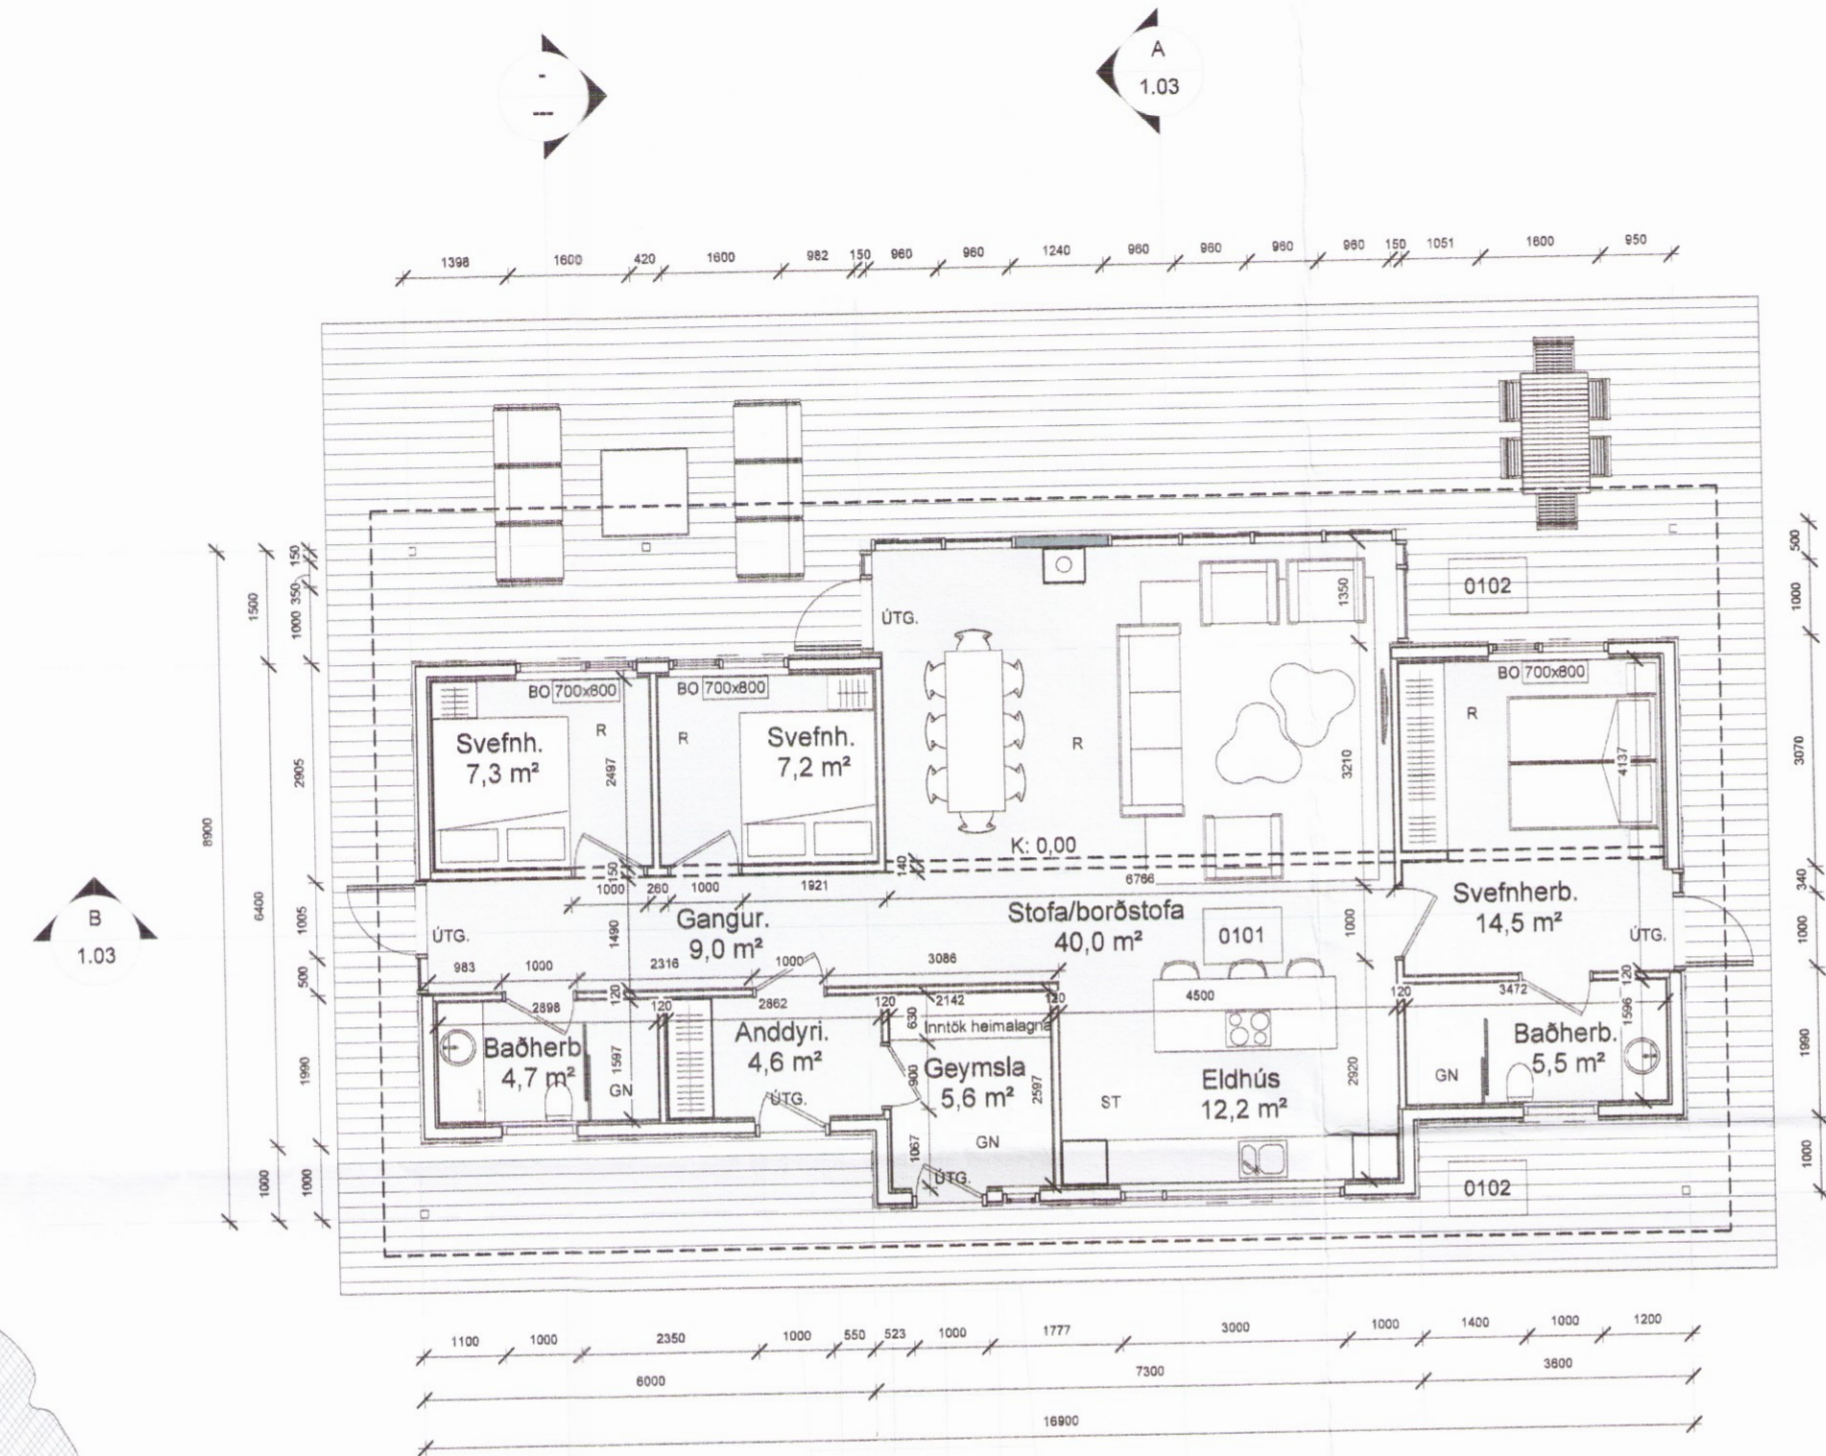 -
---
A
1.03
1398 1600 420 1600 982 150 960 960 1240 960 960 960 960 150 1051 1600 950
8900
1500
6400
1000
150
350
1000
2905
1005
500
1990
1000
500
1000
3070
340
1000
1990
1000
B
1.03
0102
ÚTG.
1350
BO 700x800
BO 700x800
BO 700x800
R
R
R
R
Svefnh.
7,3 m²
2497
Svefnh.
7,2 m²
3210
4137
K: 0,00
150
140
1000 260 1000 1921
6766
Gangur.
9,0 m²
1490
Stofa/borðstofa
40,0 m²
0101
1000
Svefnherb.
14,5 m²
ÚTG.
ÚTG.
983 1000 2316 1000 3086
2898 120 120 2862 120 2142 120 4500 120 3472 120
630
Inntök heimalagna
1596
Baðherb
4,7 m²
1597
GN
Anddyri.
4,6 m²
ÚTG.
900
Geymsla
5,6 m²
2597
GN
1067
ÚTG.
ST
Eldhús
12,2 m²
2920
GN
Baðherb.
5,5 m²
0102
1100 1000 2350 1000 550 523 1000 1777 3000 1000 1400 1000 1200
6000 7300 3600
16900